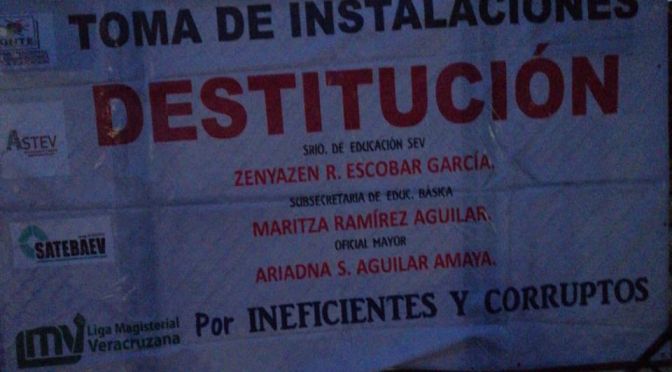 TOMA DE INSTALACIONES
DESTITUCIÓN
SRIO. DE EDUCACIÓN SEV
ZENYAZEN R. ESCOBAR GARCÍA.
SUBSECRETARIA DE EDUC. BÁSICA
MARITZA RAMÍREZ AGUILAR.
OFICIAL MAYOR
ARIADNA S. AGUILAR AMAYA.
Por INEFICIENTES Y CORRUPTOS
ASTEV
SATEBAEV
LMV
Liga Magisterial
Veracruzana